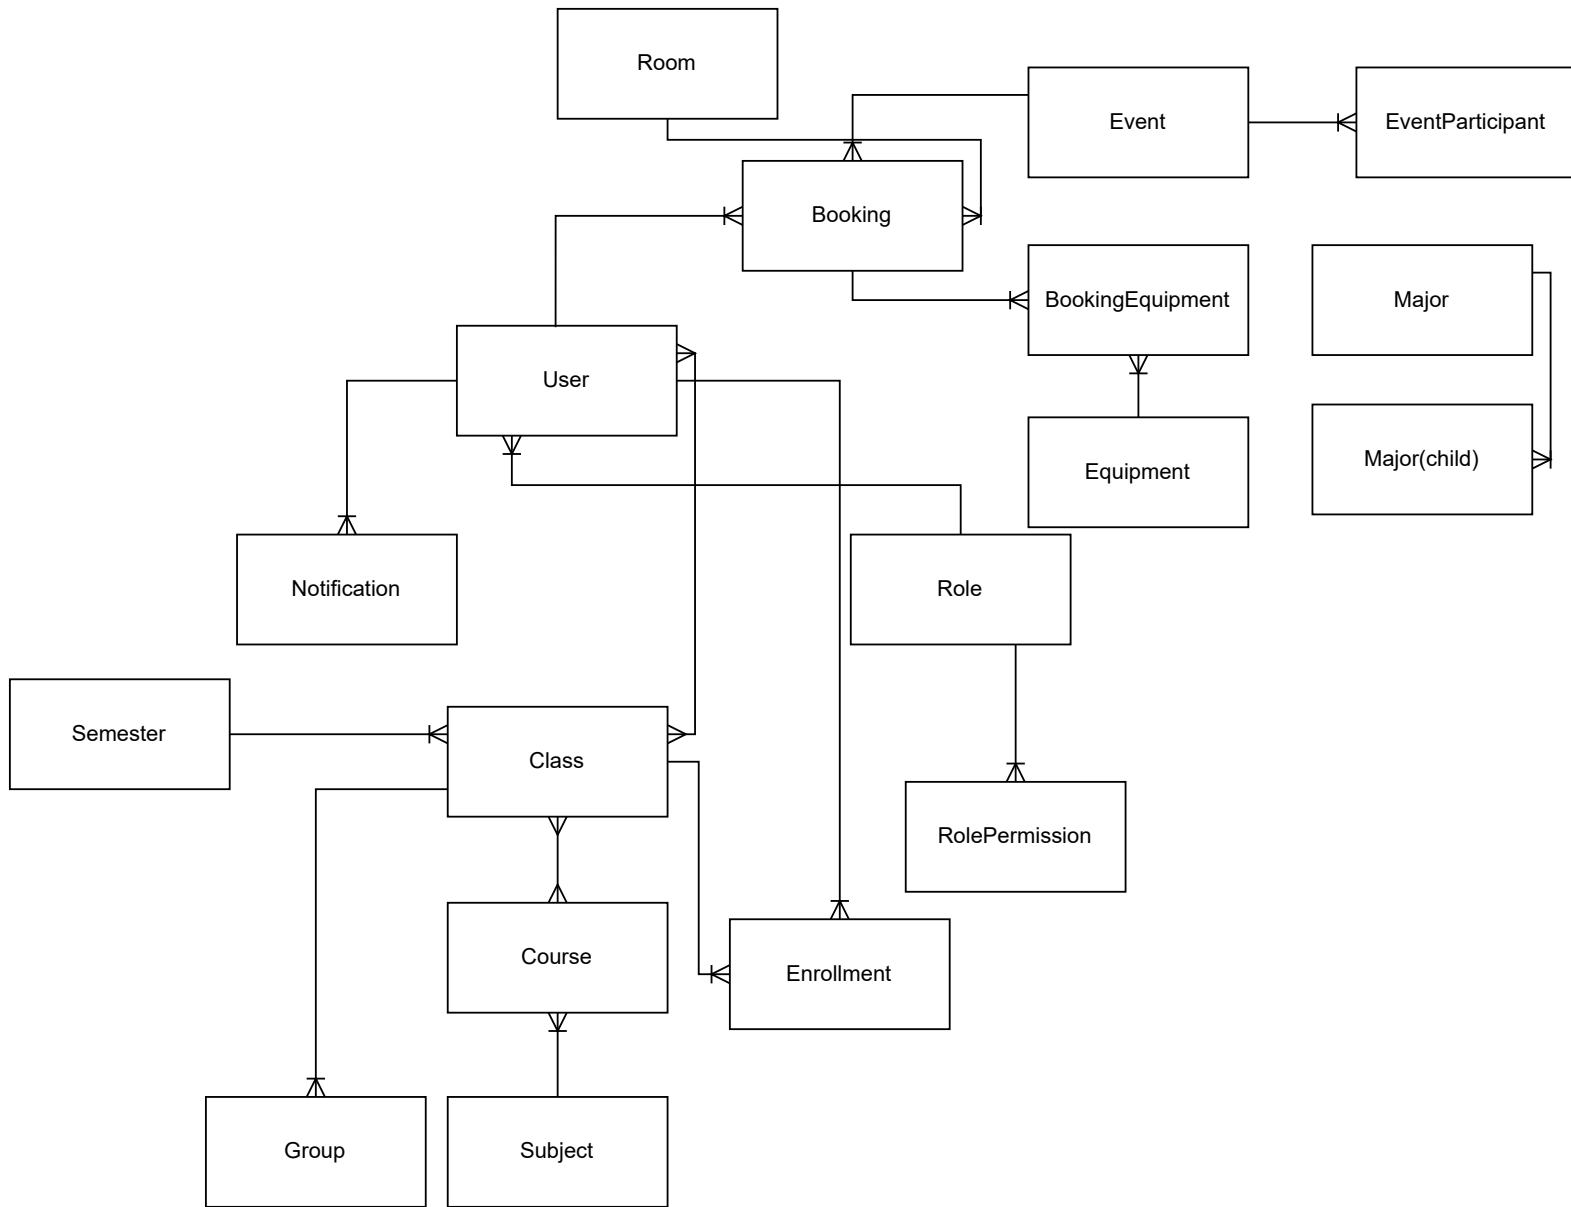 Room
Event
EventParticipant
Booking
BookingEquipment
Major
User
Major(child)
Equipment
Notification
Role
Semester
Class
RolePermission
Course
Enrollment
Group
Subject